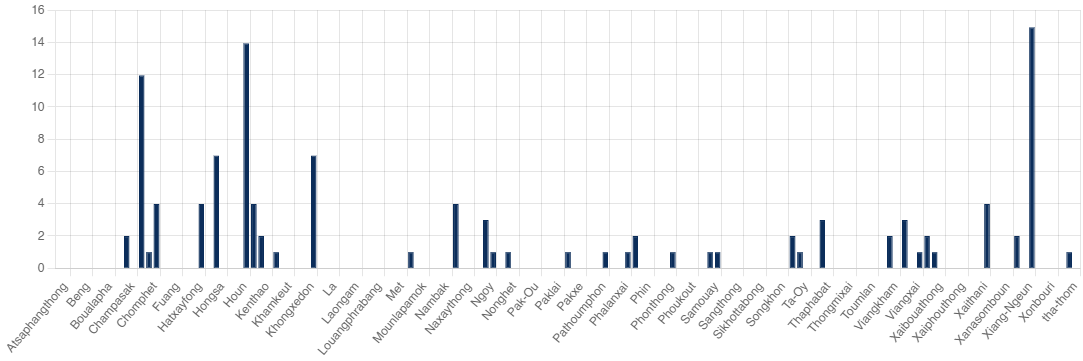 16
14
12
10
8
6
4
2
0
Atsaphangthong
Beng
Boualapha
Champasak
Chomphet
Fuang
Hatxayfong
Hongsa
Houn
Kenthao
Khamkeut
Khongxedon
La
Laongam
Louangphrabang
Met
Mounlapamok
Nambak
Naxaythong
Ngoy
Nonghet
Pak-Ou
Paklai
Pakxe
Pathoumphon
Phalanxai
Phin
Phonthong
Phoukout
Samouay
Sangthong
Sikhottabong
Songkhon
Ta-Oy
Thaphabat
Thongmixai
Toumlan
Viangkham
Viangxai
Xaibouathong
Xaiphouthong
Xaithani
Xanasomboun
Xiang-Ngeun
Xonbouri
tha-thom